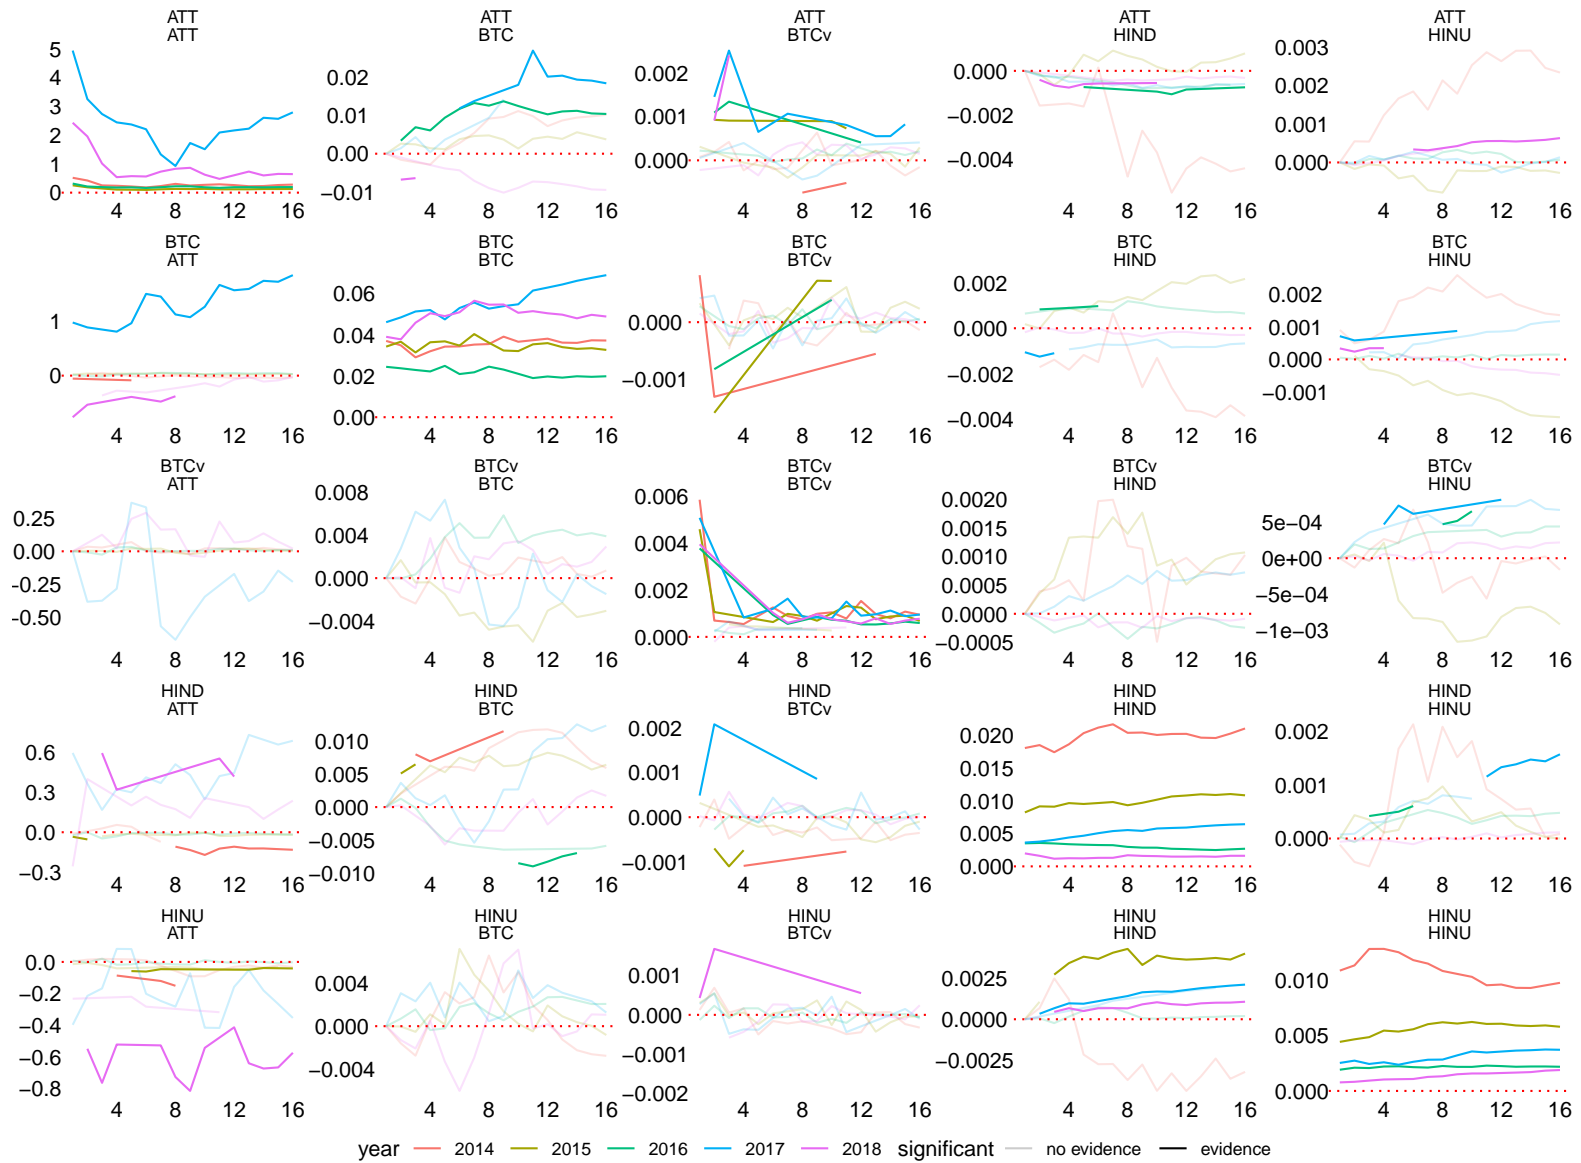 ATT ATT ATT ATT ATT
ATT BTC BTCv HIND HINU
5 4 3 2 1 0
0.02 0.01 0.00 −0.01
0.002 0.001 0.000
0.000 −0.002 −0.004
0.003 0.002 0.001 0.000
4 8 12 16 4 8 12 16 4 8 12 16 4 8 12 16 4 8 12 16
BTC BTC BTC BTC BTC
ATT BTC BTCv HIND HINU
1 0
0.06 0.04 0.02 0.00
0.000 −0.001
0.002 0.000 −0.002 −0.004
0.002 0.001 0.000 −0.001
4 8 12 16 4 8 12 16 4 8 12 16 4 8 12 16 4 8 12 16
BTCv BTCv BTCv BTCv BTCv
ATT BTC BTCv HIND HINU
0.25 0.00 −0.25 −0.50
0.008 0.004 0.000 −0.004
0.006 0.004 0.002 0.000
0.0020 0.0015 0.0010 0.0005 0.0000 −0.0005
5e−04 0e+00 −5e−04 −1e−03
4 8 12 16 4 8 12 16 4 8 12 16 4 8 12 16 4 8 12 16
HIND HIND HIND HIND HIND
ATT BTC BTCv HIND HINU
0.6 0.3 0.0 −0.3
0.010 0.005 0.000 −0.005 −0.010
0.002 0.001 0.000 −0.001
0.020 0.015 0.010 0.005 0.000
0.002 0.001 0.000
4 8 12 16 4 8 12 16 4 8 12 16 4 8 12 16 4 8 12 16
HINU HINU HINU HINU HINU
ATT BTC BTCv HIND HINU
0.0 −0.2 −0.4 −0.6 −0.8
0.004 0.000 −0.004
0.001 0.000 −0.001 −0.002
0.0025 0.0000 −0.0025
0.010 0.005 0.000
4 8 12 16 4 8 12 16 4 8 12 16 4 8 12 16 4 8 12 16
year 2014 2015 2016 2017 2018 significant no evidence evidence